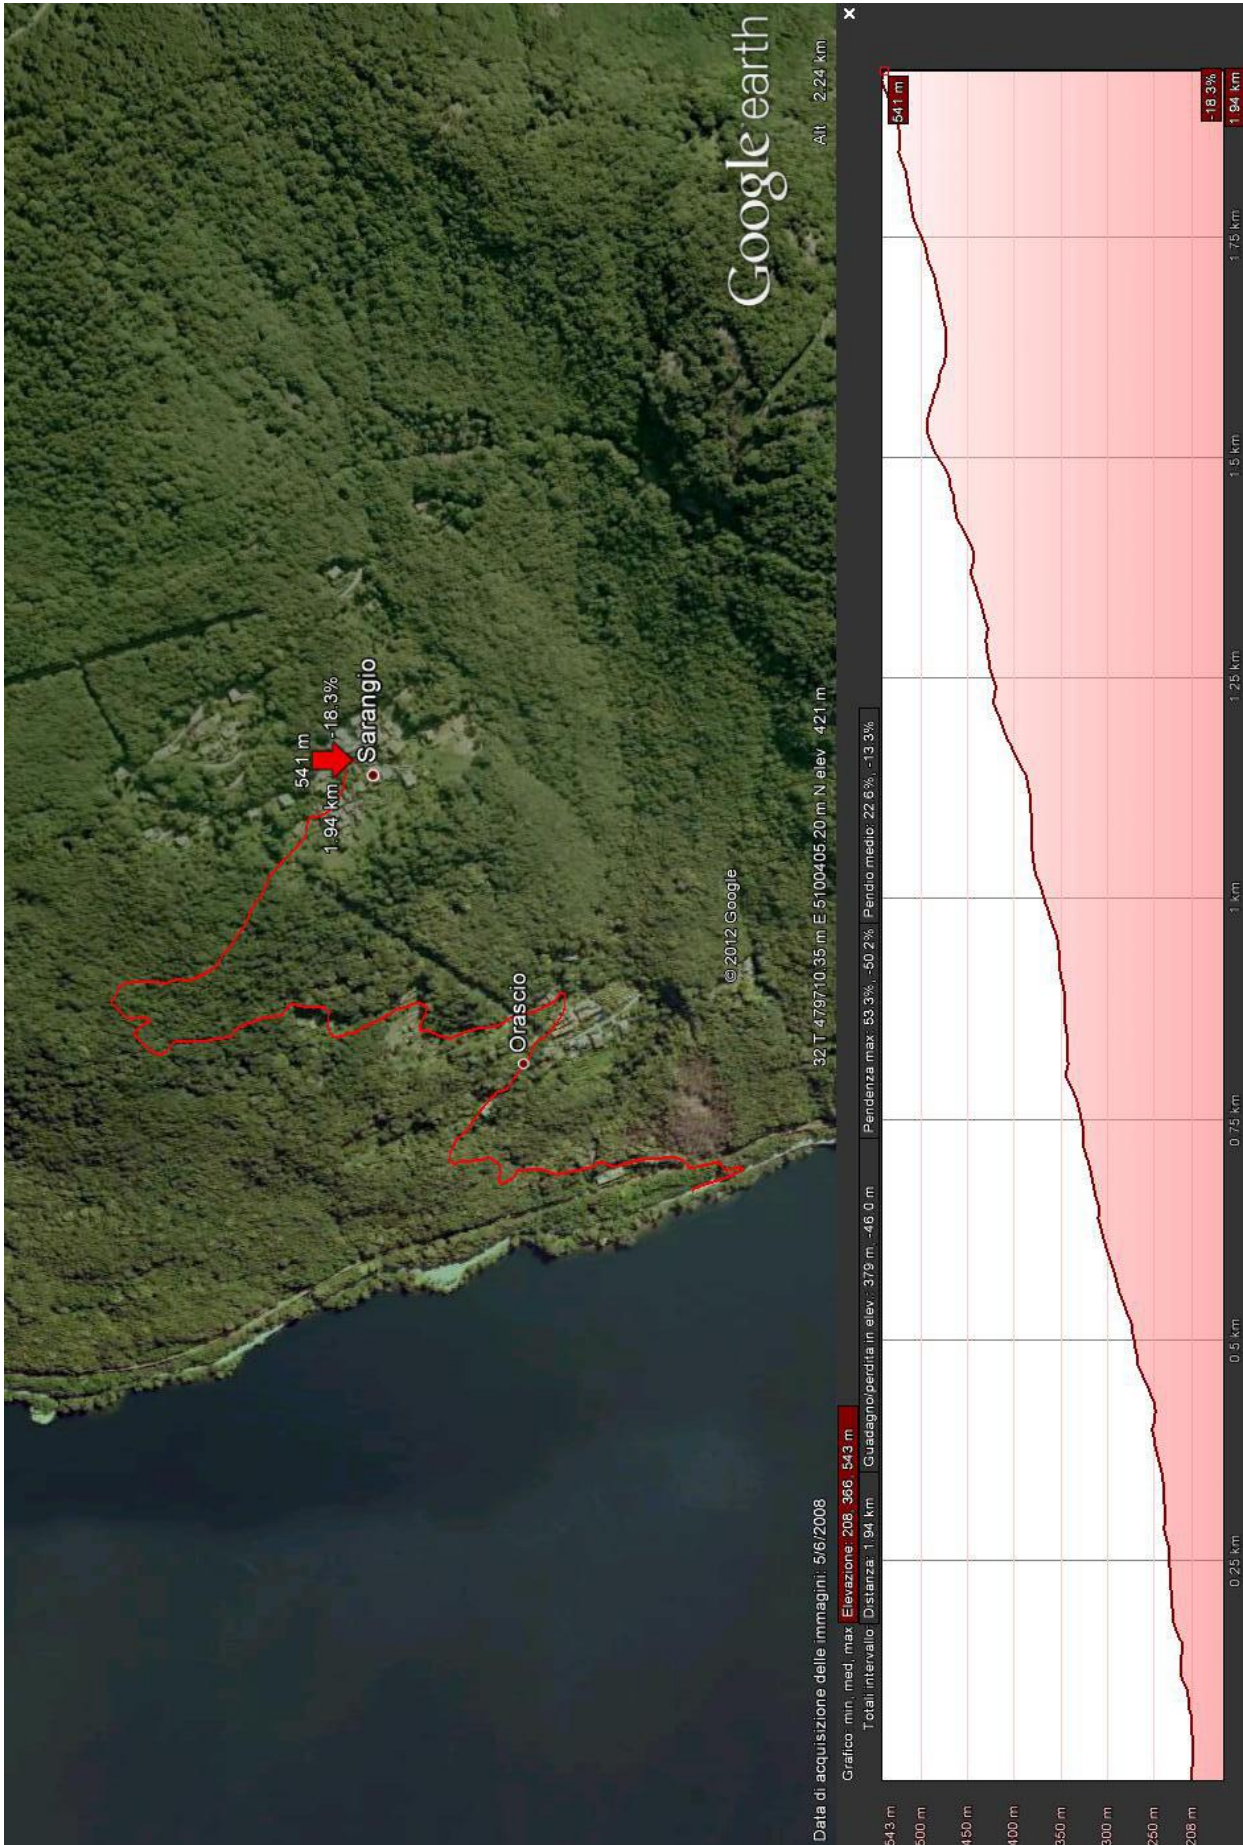 541 m
1.94 km
-18.3%
Sarangio
Orascio
© 2012 Google
Google earth
Data di acquisizione delle immagini: 5/6/2008
32 T 479710.35 m E 5100405.20 m N elev 421 m
Alt 2.24 km
Grafico: min, med, max Elevazione: 208, 366, 543 m
Totali intervallo: Distanza: 1.94 km Guadagno/perdita in elev.: 379 m, -46.0 m Pendenza max: 53.3%, -50.2% Pendio medio: 22.6%, -13.3%
543 m
500 m
450 m
400 m
350 m
300 m
250 m
208 m
541 m
-18.3%
0.25 km
0.5 km
0.75 km
1 km
1.25 km
1.5 km
1.75 km
1.94 km